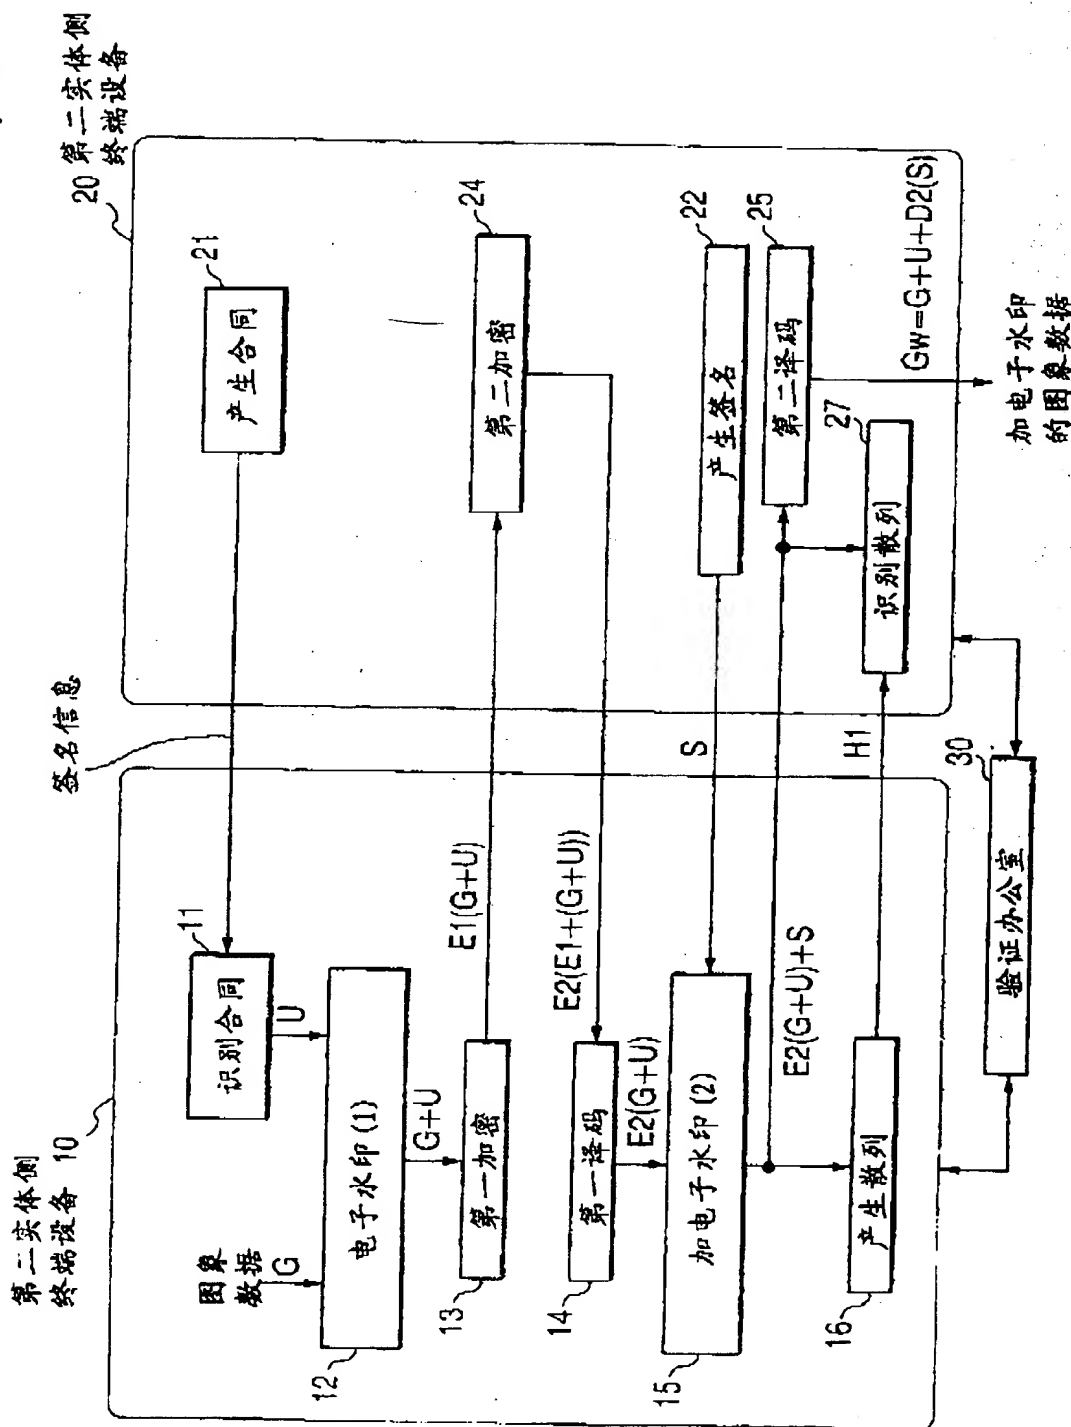 第二实体侧
终端设备 10
第二实体侧
20 终端设备
签名信息
11
识别合同
21
产生合同
图象
数据
G
U
12
电子水印(1)
G+U
13
第一加密
E1(G+U)
24
第二加密
E2(E1+(G+U))
14
第一译码
E2(G+U)
22
产生签名
S
15
加电子水印(2)
25
第二译码
E2(G+U)+S
16
产生散列
H1
27
识别散列
Gw=G+U+D2(S)
30
验证办公室
加电子水印
的图象数据